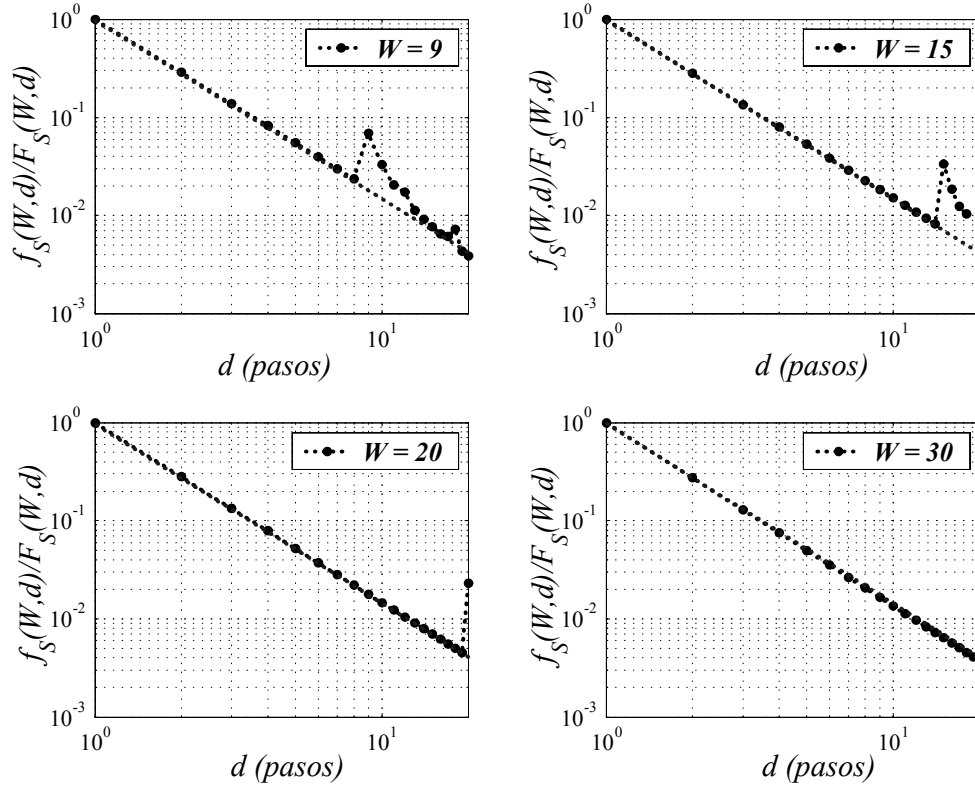 W = 9
10^0
10^-1
10^-2
10^-3
f_S(W,d)/F_S(W,d)
10^0
10^1
d (pasos)
W = 15
10^0
10^-1
10^-2
10^-3
f_S(W,d)/F_S(W,d)
10^0
10^1
d (pasos)
W = 20
10^0
10^-1
10^-2
10^-3
f_S(W,d)/F_S(W,d)
10^0
10^1
d (pasos)
W = 30
10^0
10^-1
10^-2
10^-3
f_S(W,d)/F_S(W,d)
10^0
10^1
d (pasos)